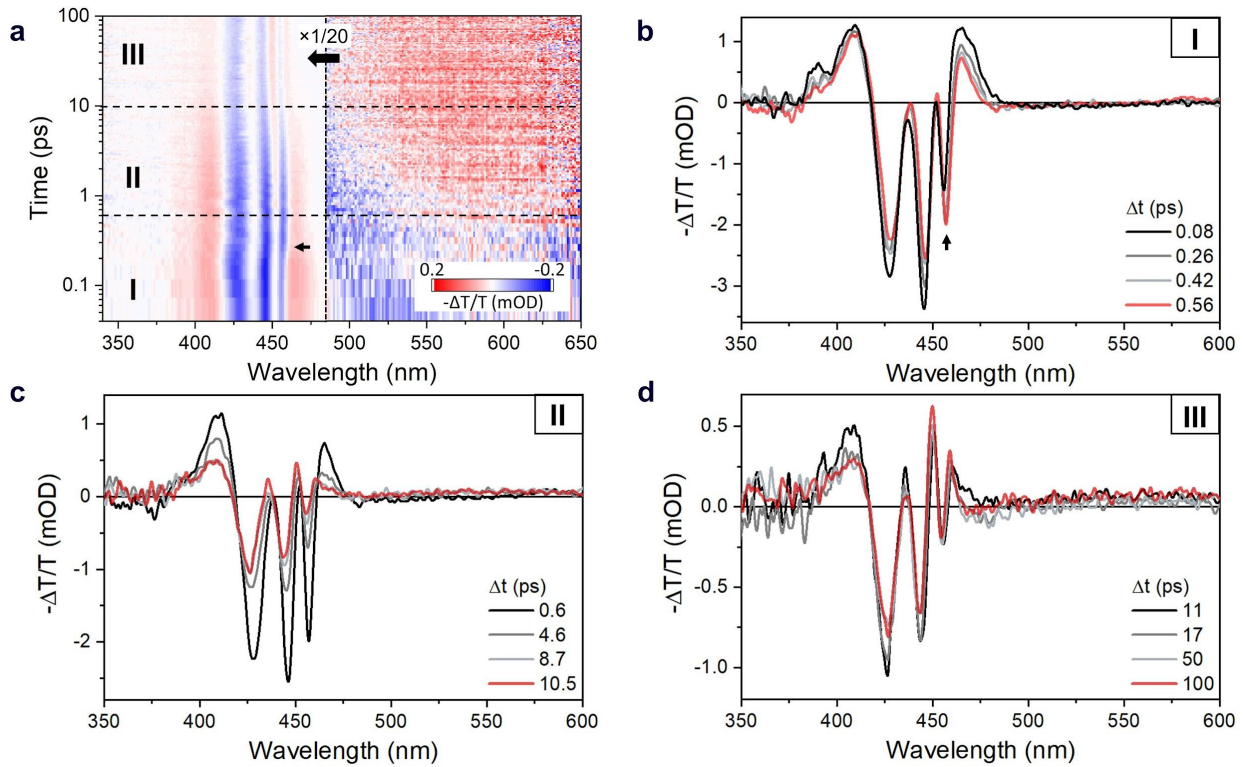 a
100
10
1
0.1
Time (ps)
III
II
I
×1/20
0.2
-0.2
-ΔT/T (mOD)
350 400 450 500 550 600 650
Wavelength (nm)
b
I
1
0
-1
-2
-3
-ΔT/T (mOD)
Δt (ps)
0.08
0.26
0.42
0.56
350 400 450 500 550 600
Wavelength (nm)
c
II
1
0
-1
-2
-ΔT/T (mOD)
Δt (ps)
0.6
4.6
8.7
10.5
350 400 450 500 550 600
Wavelength (nm)
d
III
0.5
0.0
-0.5
-1.0
-ΔT/T (mOD)
Δt (ps)
11
17
50
100
350 400 450 500 550 600
Wavelength (nm)